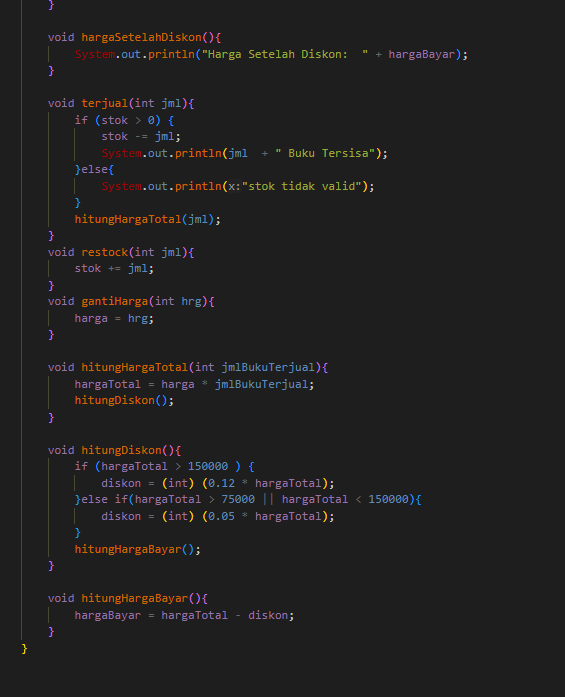 }
void hargaSetelahDiskon(){
System.out.println("Harga Setelah Diskon:  " + hargaBayar);
}
void terjual(int jml){
if (stok > 0) {
stok -= jml;
System.out.println(jml  + " Buku Tersisa");
}else{
System.out.println(x:"stok tidak valid");
}
hitungHargaTotal(jml);
}
void restock(int jml){
stok += jml;
}
void gantiHarga(int hrg){
harga = hrg;
}
void hitungHargaTotal(int jmlBukuTerjual){
hargaTotal = harga * jmlBukuTerjual;
hitungDiskon();
}
void hitungDiskon(){
if (hargaTotal > 150000 ) {
diskon = (int) (0.12 * hargaTotal);
}else if(hargaTotal > 75000 || hargaTotal < 150000){
diskon = (int) (0.05 * hargaTotal);
}
hitungHargaBayar();
}
void hitungHargaBayar(){
hargaBayar = hargaTotal - diskon;
}
}